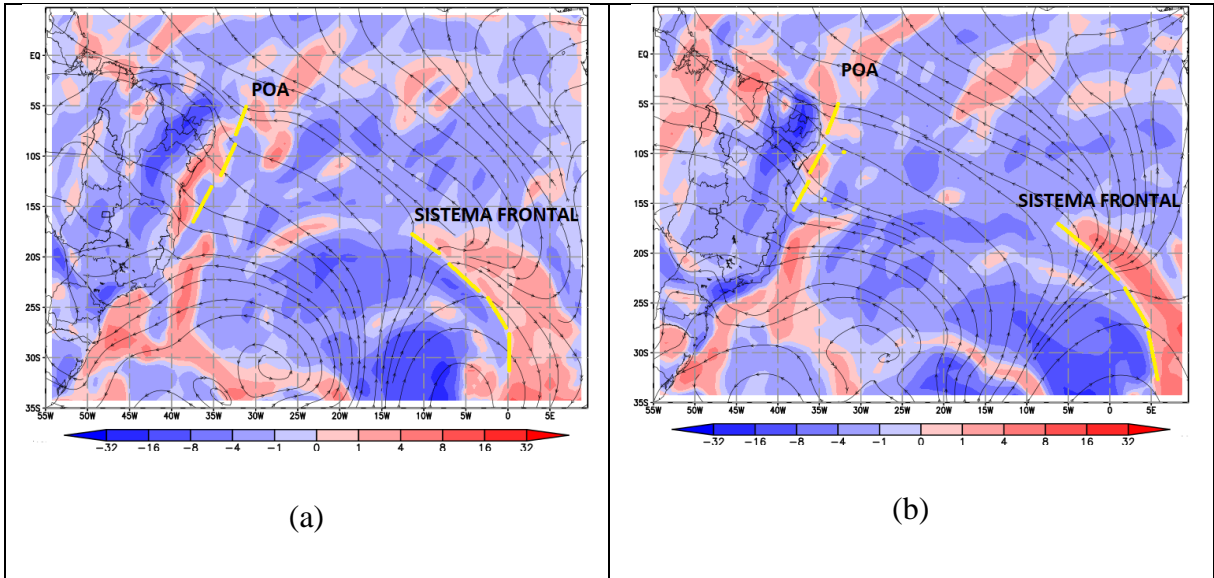 POA
SISTEMA FRONTAL
EQ
5S
10S
15S
20S
25S
30S
35S
55W 50W 45W 40W 35W 30W 25W 20W 15W 10W 5W 0 5E
-32 -16 -8 -4 -1 0 1 4 8 16 32
(a)
POA
SISTEMA FRONTAL
EQ
5S
10S
15S
20S
25S
30S
35S
55W 50W 45W 40W 35W 30W 25W 20W 15W 10W 5W 0 5E
-32 -16 -8 -4 -1 0 1 4 8 16 32
(b)